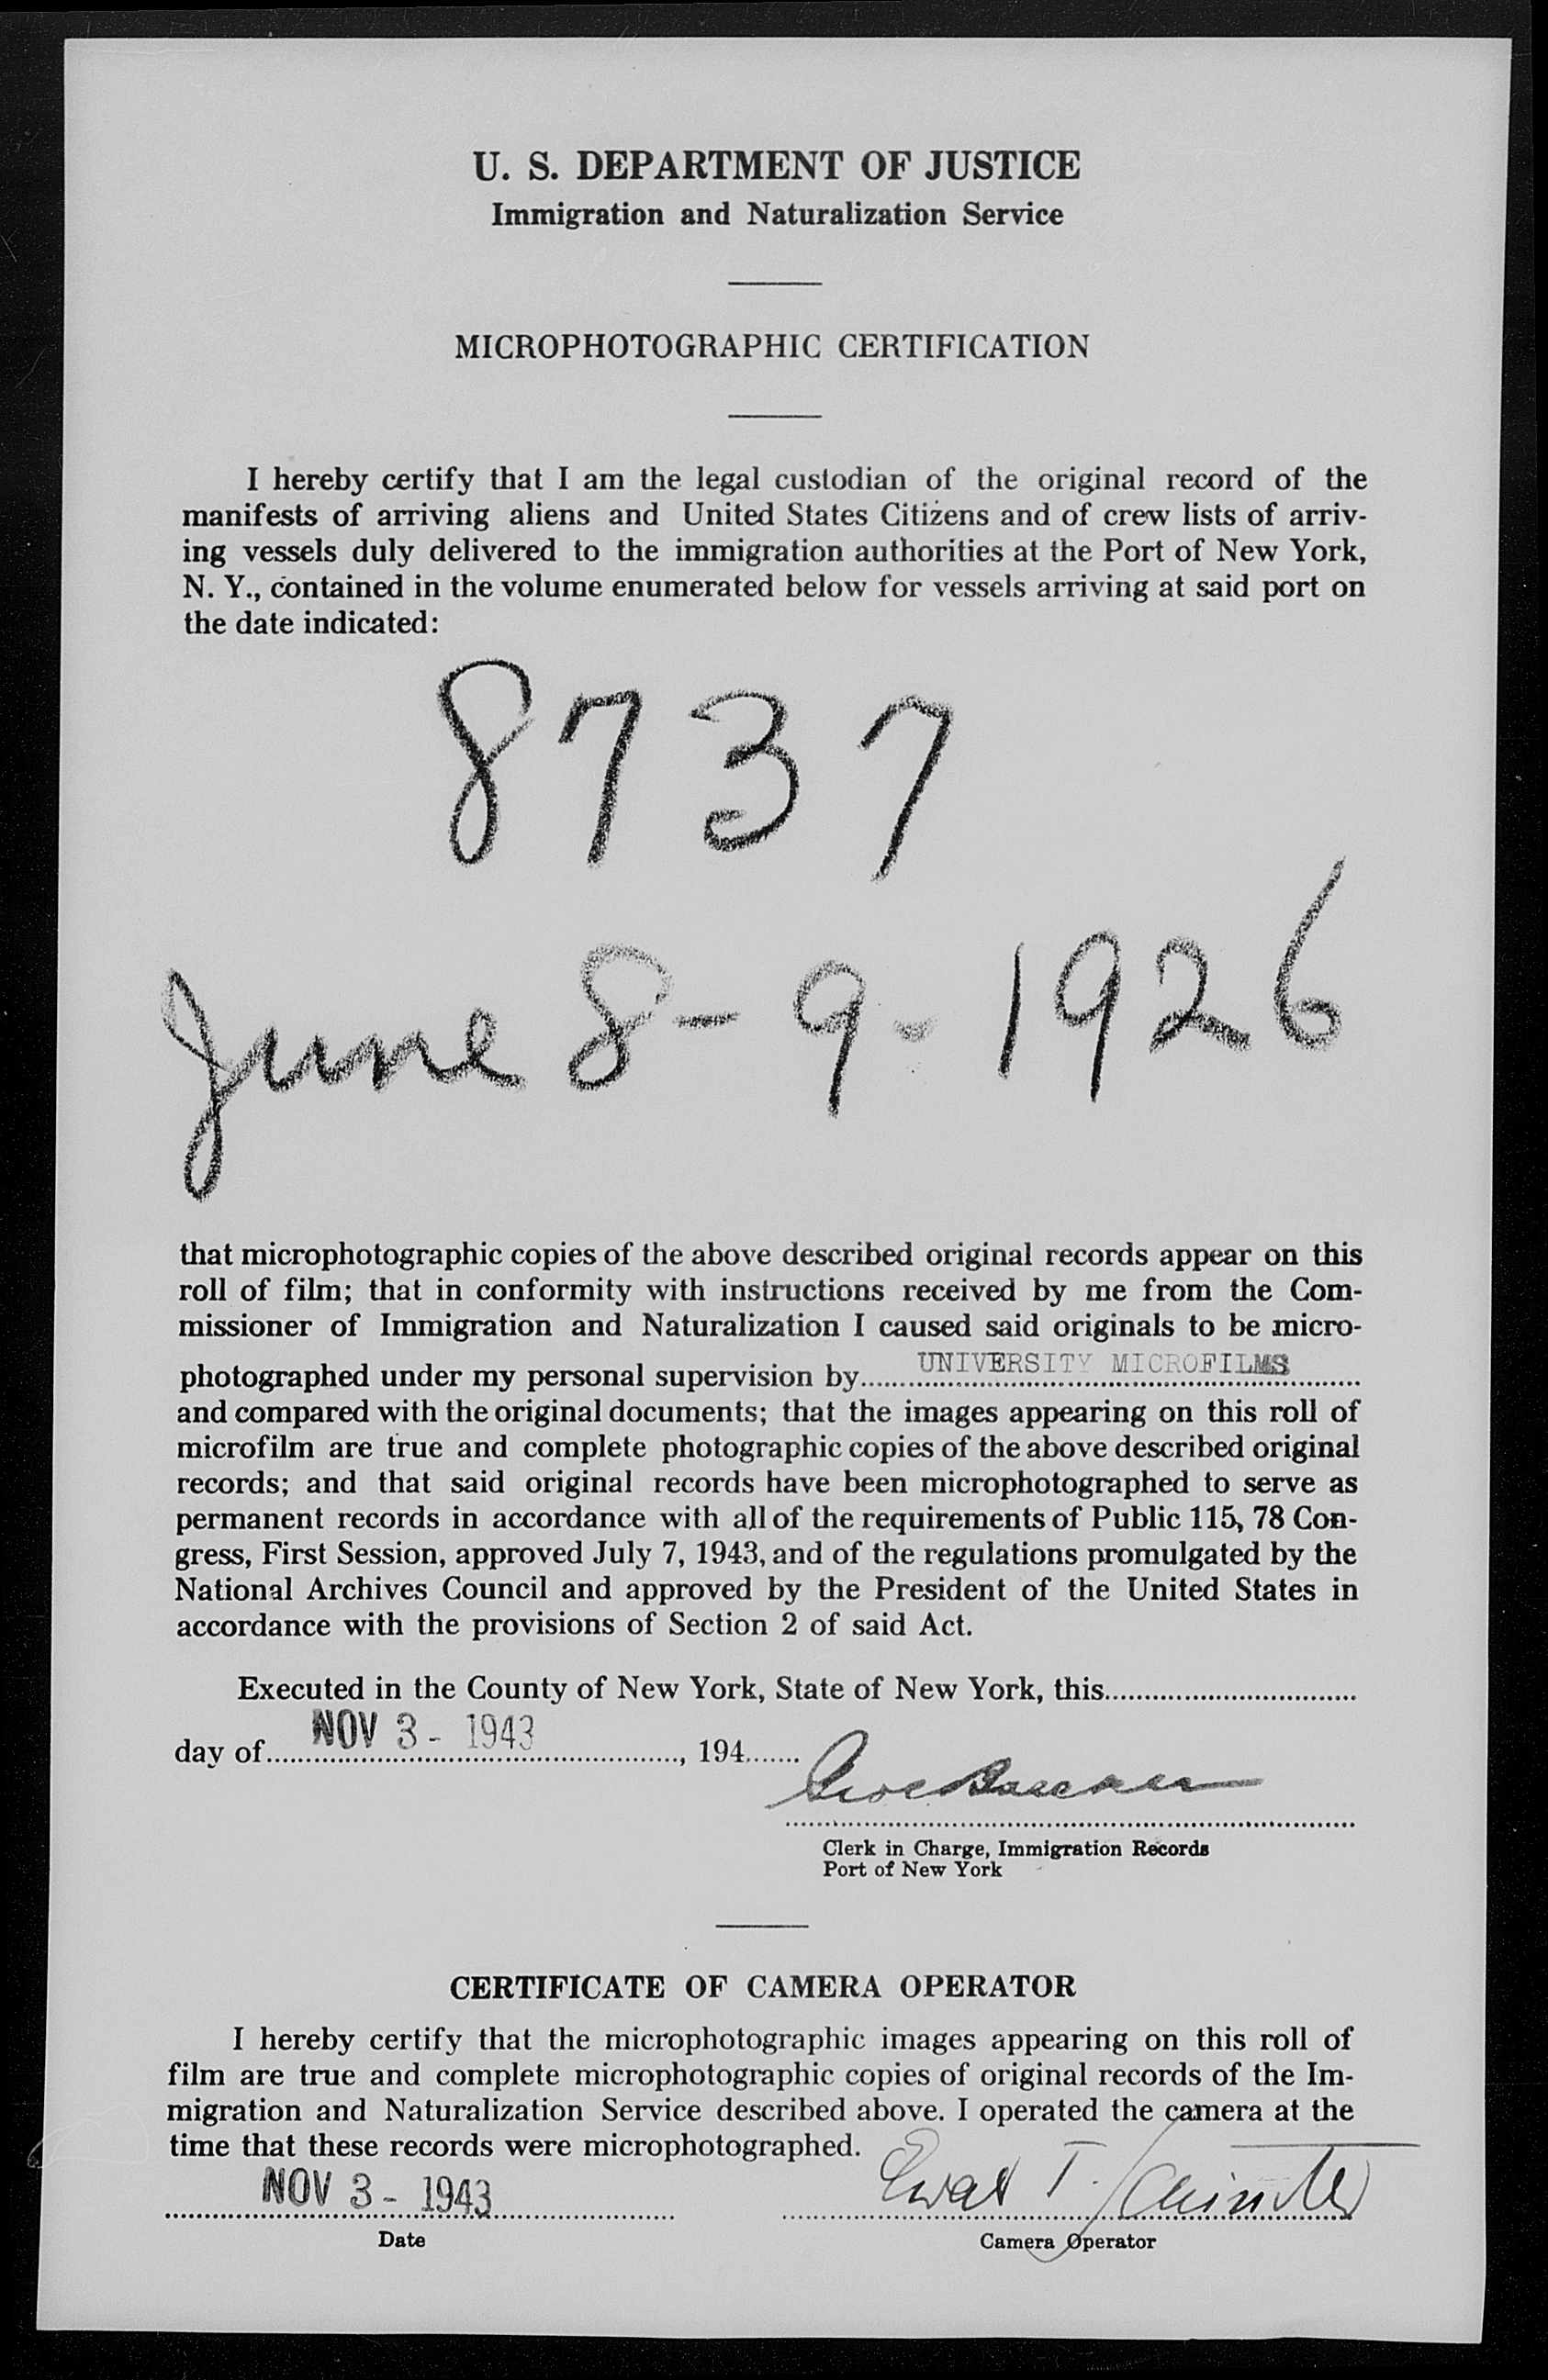 U. S. DEPARTMENT OF JUSTICE
Immigration and Naturalization Service
MICROPHOTOGRAPHIC CERTIFICATION
I hereby certify that I am the legal custodian of the original record of the
manifests of arriving aliens and United States Citizens and of crew lists of arriv-
ing vessels duly delivered to the immigration authorities at the Port of New York,
N. Y., contained in the volume enumerated below for vessels arriving at said port on
the date indicated:
8737
June 8-9-1926
that microphotographic copies of the above described original records appear on this
roll of film; that in conformity with instructions received by me from the Com-
missioner of Immigration and Naturalization I caused said originals to be micro-
photographed under my personal supervision by UNIVERSITY MICROFILMS
and compared with the original documents; that the images appearing on this roll of
microfilm are true and complete photographic copies of the above described original
records; and that said original records have been microphotographed to serve as
permanent records in accordance with all of the requirements of Public 115, 78 Con-
gress, First Session, approved July 7, 1943, and of the regulations promulgated by the
National Archives Council and approved by the President of the United States in
accordance with the provisions of Section 2 of said Act.
Executed in the County of New York, State of New York, this
day of NOV 3 - 1943, 194
Clerk in Charge, Immigration Records
Port of New York
CERTIFICATE OF CAMERA OPERATOR
I hereby certify that the microphotographic images appearing on this roll of
film are true and complete microphotographic copies of original records of the Im-
migration and Naturalization Service described above. I operated the camera at the
time that these records were microphotographed.
NOV 3 - 1943
Date
Camera Operator